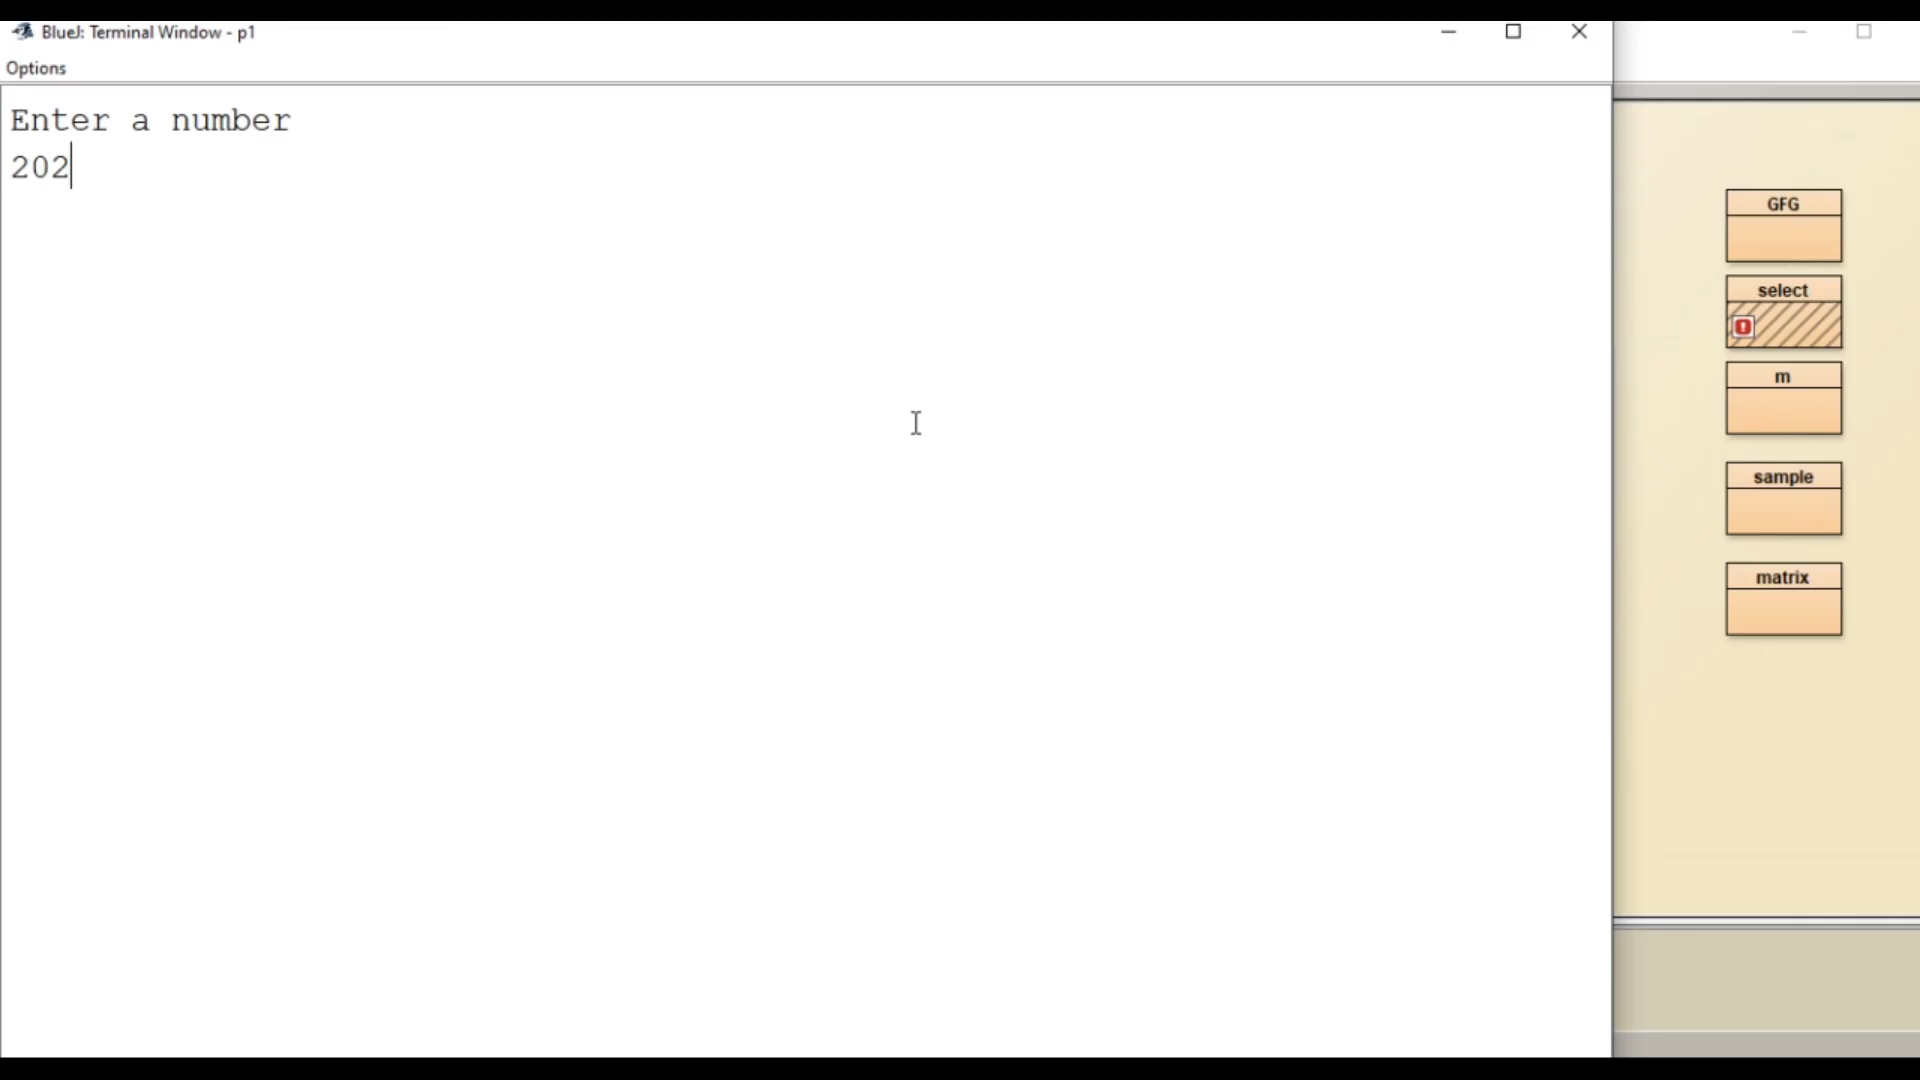 BlueJ: Terminal Window - p1
Options
Enter a number
202
GFG
select
m
sample
matrix